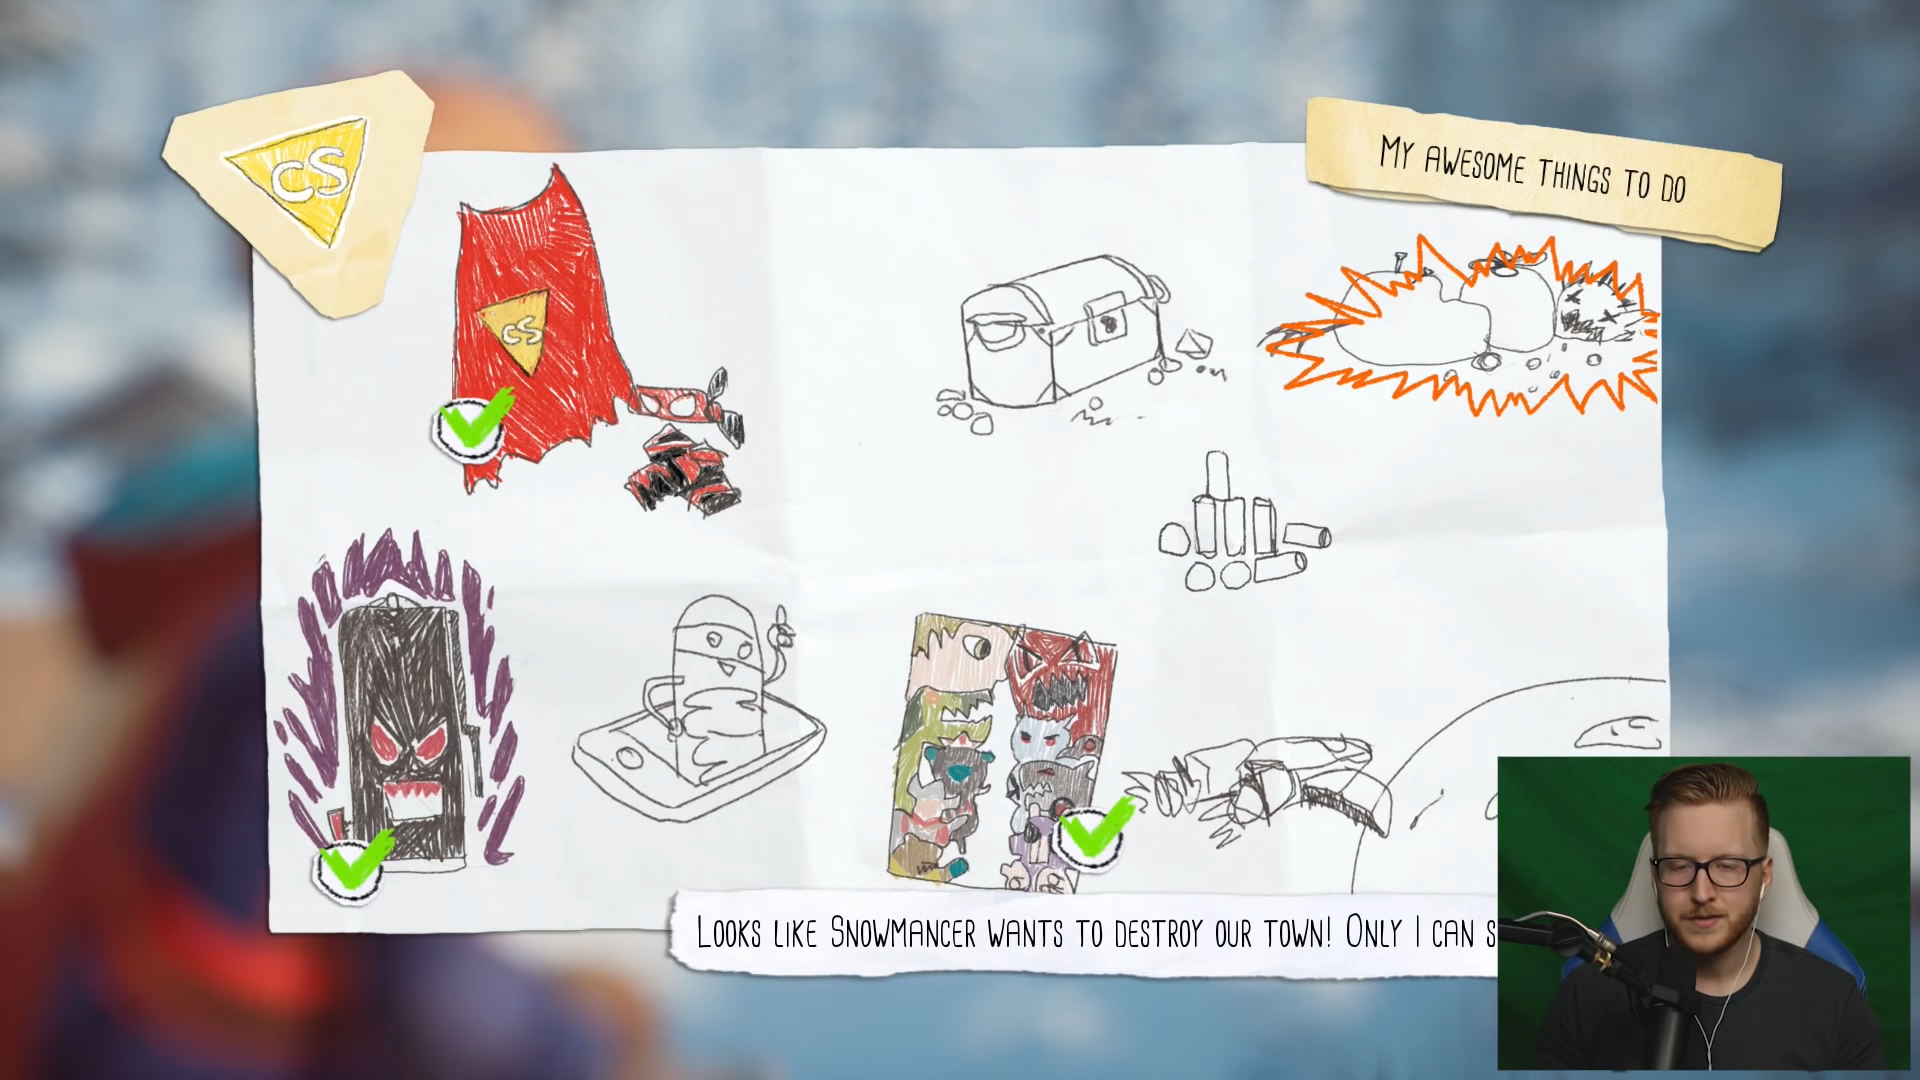 CS
My awesome things to do
CS
Looks like Snowmancer wants to destroy our town! Only I can